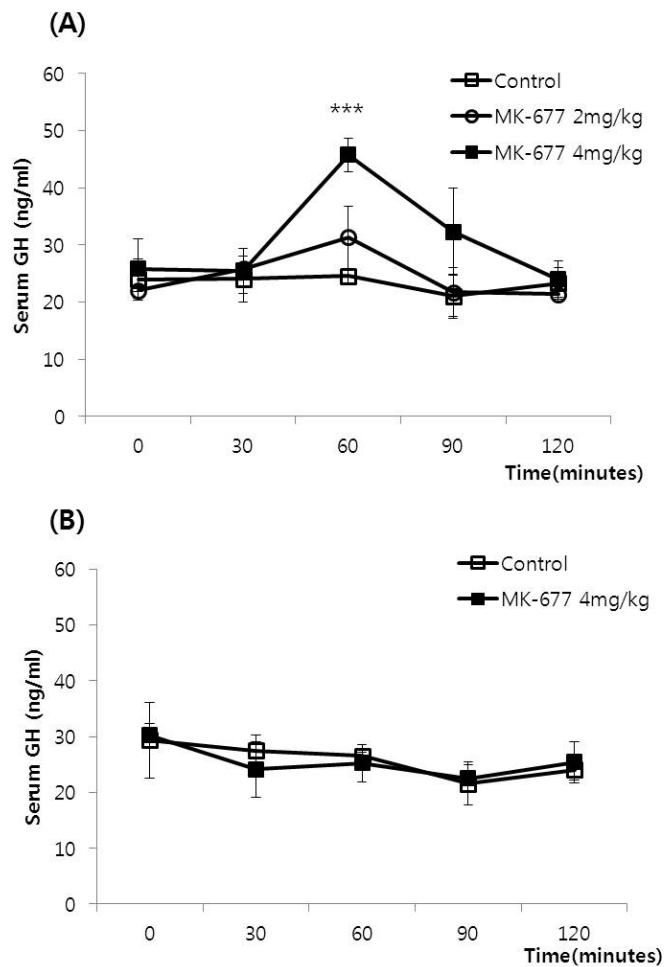 (A)
60
50
40
30
20
10
0
Serum GH (ng/ml)
***
Control
MK-677 2mg/kg
MK-677 4mg/kg
0 30 60 90 120
Time(minutes)
(B)
60
50
40
30
20
10
0
Serum GH (ng/ml)
Control
MK-677 4mg/kg
0 30 60 90 120
Time(minutes)